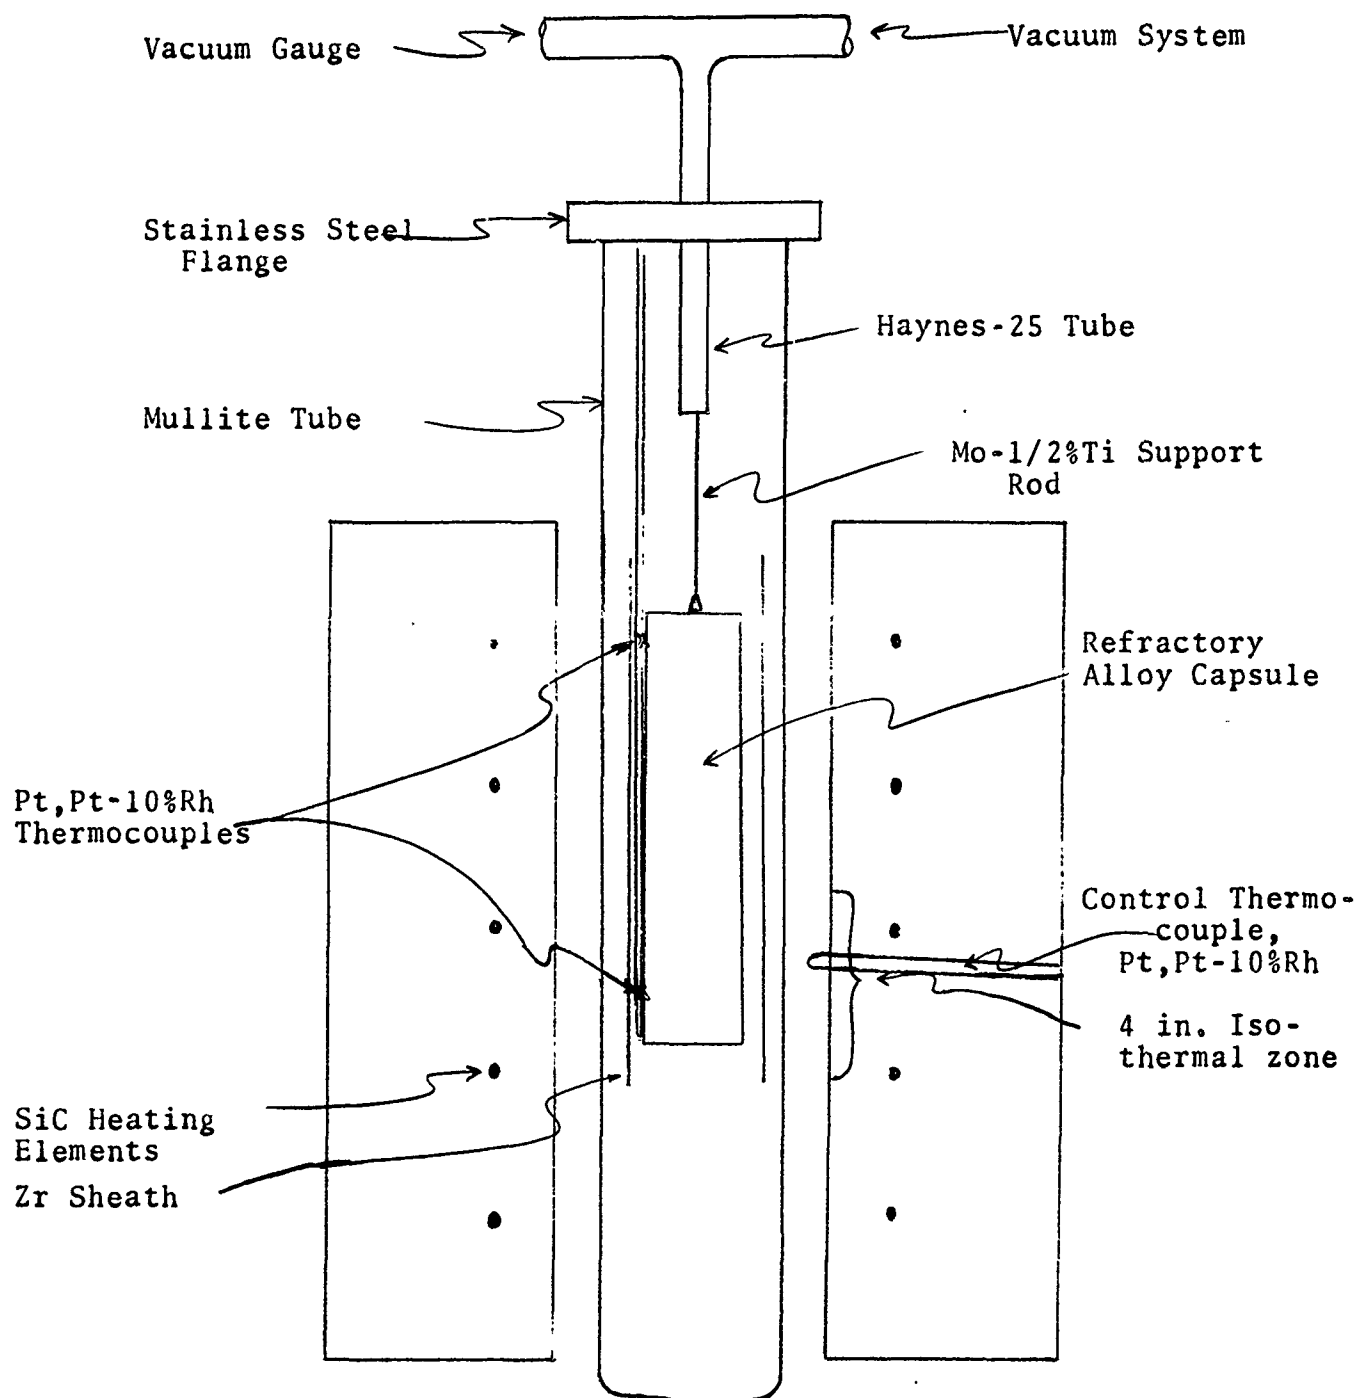 Vacuum Gauge
Vacuum System
Stainless Steel
Flange
Haynes-25 Tube
Mullite Tube
Mo-1/2%Ti Support
Rod
Refractory
Alloy Capsule
Pt,Pt-10%Rh
Thermocouples
Control Thermo-
couple,
Pt,Pt-10%Rh
4 in. Iso-
thermal zone
SiC Heating
Elements
Zr Sheath